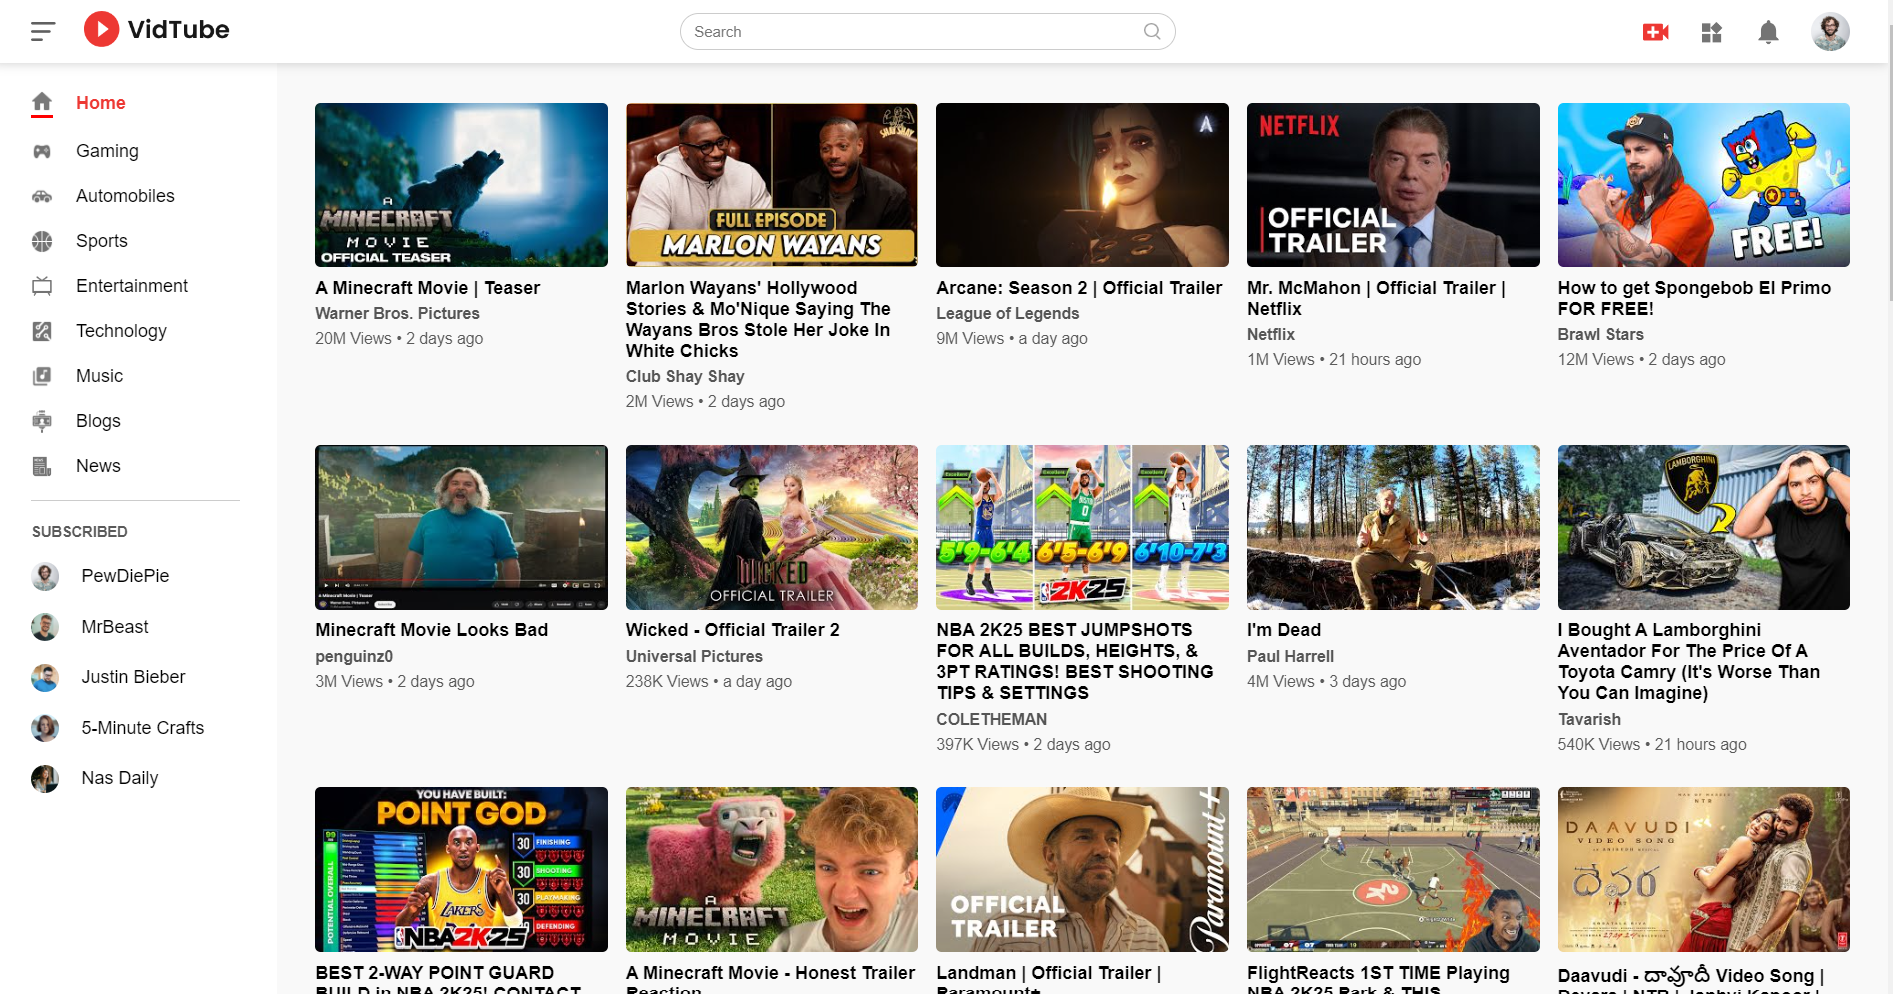 VidTube
Search
Home
Gaming
Automobiles
Sports
Entertainment
Technology
Music
Blogs
News
SUBSCRIBED
PewDiePie
MrBeast
Justin Bieber
5-Minute Crafts
Nas Daily
A
MINECRAFT
MOVIE
OFFICIAL TEASER
A Minecraft Movie | Teaser
Warner Bros. Pictures
20M Views • 2 days ago
SHAY SHAY
FULL EPISODE
MARLON WAYANS
Marlon Wayans' Hollywood
Stories & Mo'Nique Saying The
Wayans Bros Stole Her Joke In
White Chicks
Club Shay Shay
2M Views • 2 days ago
Arcane: Season 2 | Official Trailer
League of Legends
9M Views • a day ago
NETFLIX
OFFICIAL
TRAILER
Mr. McMahon | Official Trailer |
Netflix
Netflix
1M Views • 21 hours ago
FREE!
How to get Spongebob El Primo
FOR FREE!
Brawl Stars
12M Views • 2 days ago
A Minecraft Movie | Teaser
Minecraft Movie Looks Bad
penguinz0
3M Views • 2 days ago
WICKED
OFFICIAL TRAILER
Wicked - Official Trailer 2
Universal Pictures
238K Views • a day ago
5'9-6'4
6'5-6'9
6'10-7'3
2K25
NBA 2K25 BEST JUMPSHOTS
FOR ALL BUILDS, HEIGHTS, &
3PT RATINGS! BEST SHOOTING
TIPS & SETTINGS
COLETHEMAN
397K Views • 2 days ago
I'm Dead
Paul Harrell
4M Views • 3 days ago
LAMBORGHINI
I Bought A Lamborghini
Aventador For The Price Of A
Toyota Camry (It's Worse Than
You Can Imagine)
Tavarish
540K Views • 21 hours ago
YOU HAVE BUILT:
POINT GOD
99
POTENTIAL OVERALL
30 FINISHING
30 SHOOTING
30 PLAYMAKING
DEFENDING
LAKERS
NBA2K25
BEST 2-WAY POINT GUARD
BUILD in NBA 2K25! CONTACT
A
MINECRAFT
MOVIE
A Minecraft Movie - Honest Trailer
Reaction
Paramount+
OFFICIAL
TRAILER
Landman | Official Trailer |
Paramount+
FlightReacts 1ST TIME Playing
NBA 2K25 Park & THIS
NTR
DAAVUDI
VIDEO SONG
దేవర
Daavudi - దావూదీ Video Song |
Devara | NTR | Janhvi Kapoor |